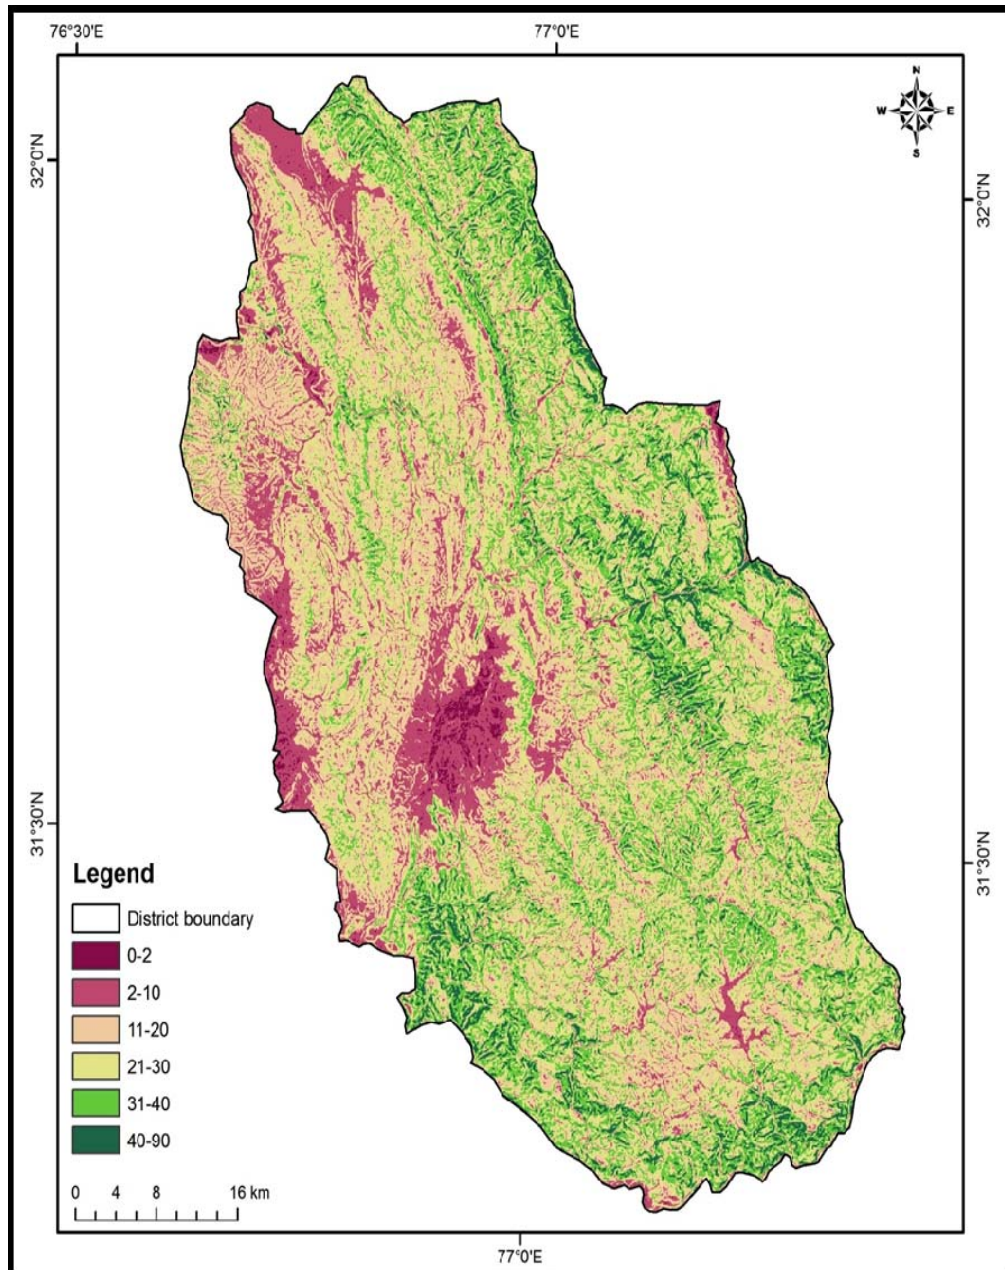 76°30'E 77°0'E
N
W E
S
32°0'N
32°0'N
31°30'N
31°30'N
Legend
District boundary
0-2
2-10
11-20
21-30
31-40
40-90
0 4 8 16 km
77°0'E